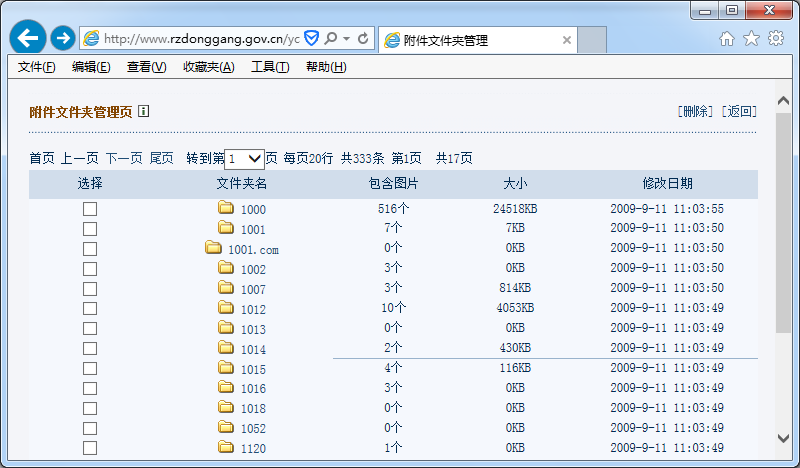 http://www.rzdonggang.gov.cn/yc
附件文件夹管理
文件(F) 编辑(E) 查看(V) 收藏夹(A) 工具(T) 帮助(H)
附件文件夹管理页 [删除] [返回]
首页 上一页 下一页 尾页 转到第 1 页 每页20行 共333条 第1页 共17页
选择 文件夹名 包含图片 大小 修改日期
1000 516个 24518KB 2009-9-11 11:03:55
1001 7个 7KB 2009-9-11 11:03:50
1001.com 0个 0KB 2009-9-11 11:03:50
1002 3个 0KB 2009-9-11 11:03:50
1007 3个 814KB 2009-9-11 11:03:50
1012 10个 4053KB 2009-9-11 11:03:49
1013 0个 0KB 2009-9-11 11:03:49
1014 2个 430KB 2009-9-11 11:03:49
1015 4个 116KB 2009-9-11 11:03:49
1016 3个 0KB 2009-9-11 11:03:49
1018 0个 0KB 2009-9-11 11:03:49
1052 0个 0KB 2009-9-11 11:03:49
1120 1个 0KB 2009-9-11 11:03:49